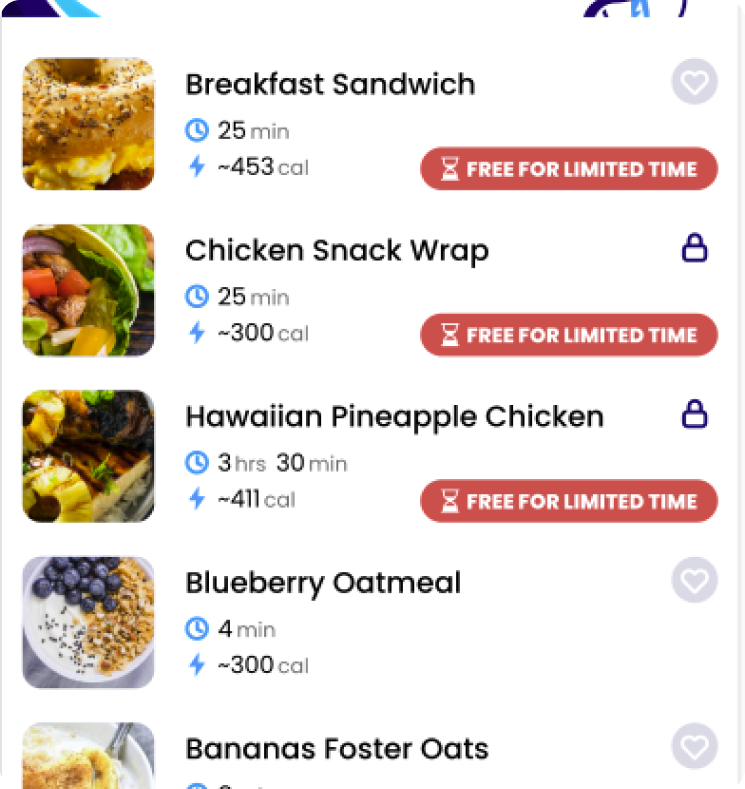 Breakfast Sandwich
25 min
~453 cal
FREE FOR LIMITED TIME
Chicken Snack Wrap
25 min
~300 cal
FREE FOR LIMITED TIME
Hawaiian Pineapple Chicken
3 hrs 30 min
~411 cal
FREE FOR LIMITED TIME
Blueberry Oatmeal
4 min
~300 cal
Bananas Foster Oats